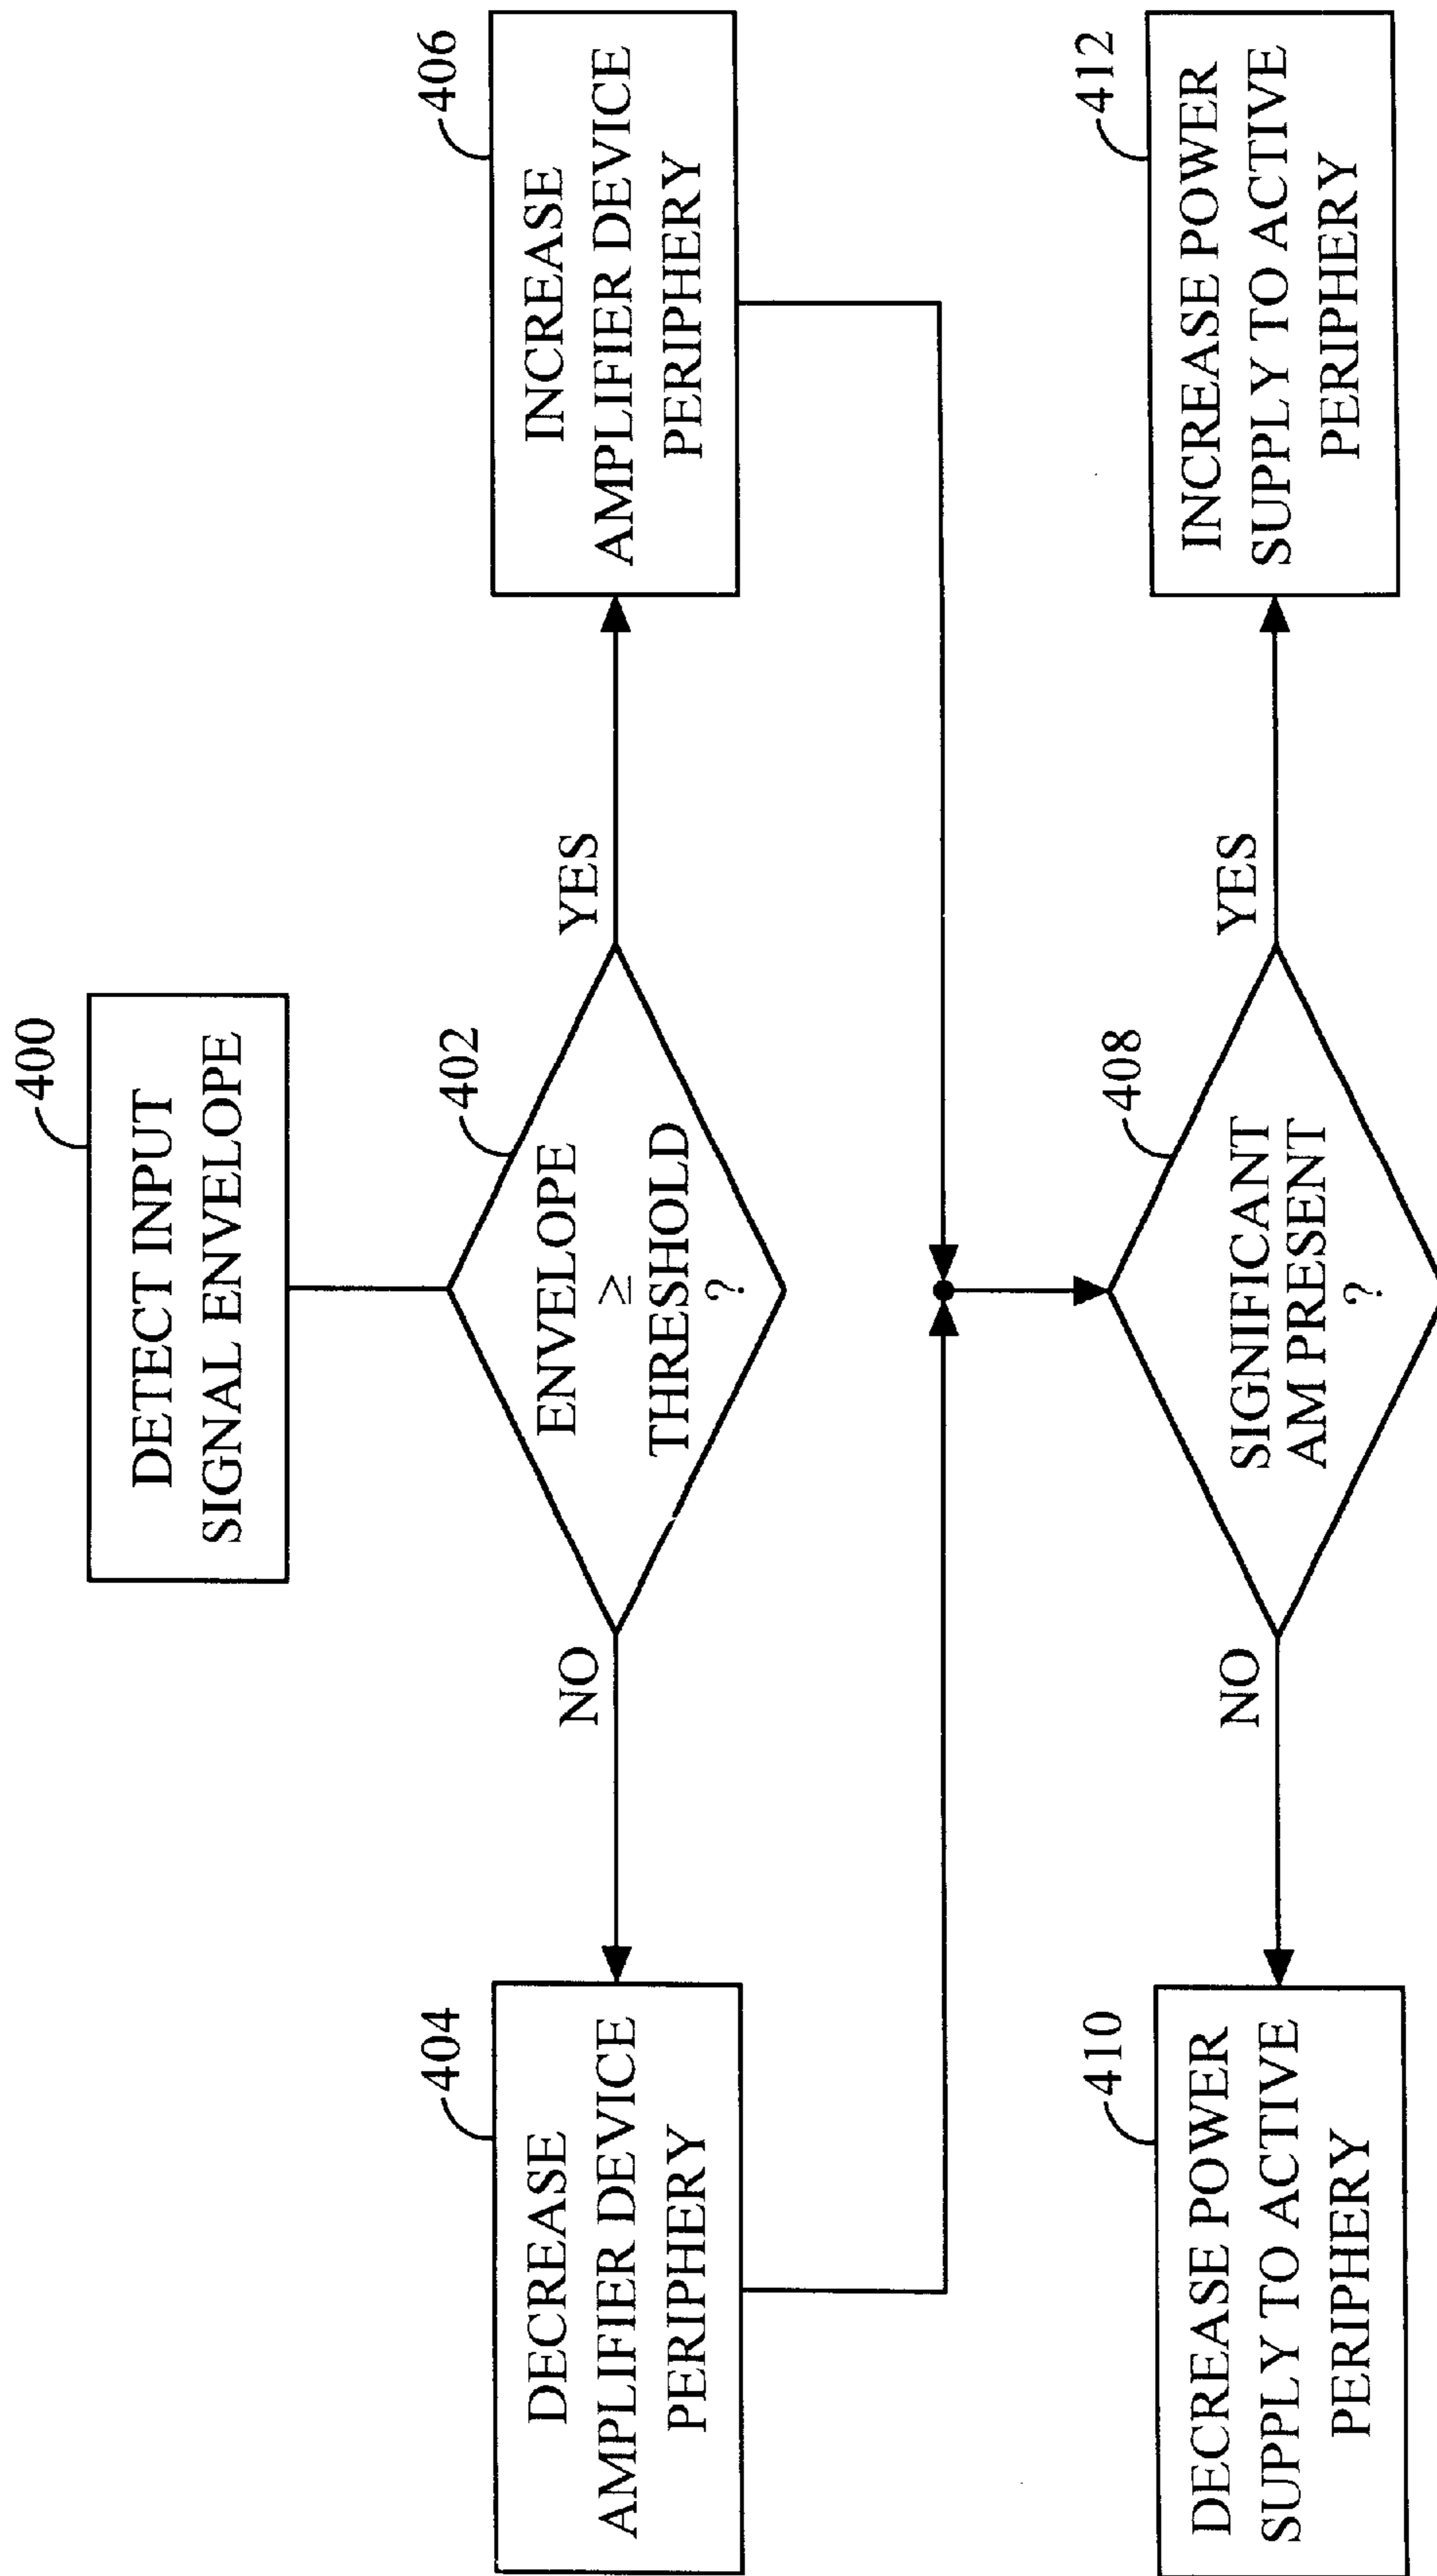 400
DETECT INPUT
SIGNAL ENVELOPE
402
ENVELOPE
≥
THRESHOLD
?
NO
YES
404
DECREASE
AMPLIFIER DEVICE
PERIPHERY
406
INCREASE
AMPLIFIER DEVICE
PERIPHERY
408
SIGNIFICANT
AM PRESENT
?
NO
YES
410
DECREASE POWER
SUPPLY TO ACTIVE
PERIPHERY
412
INCREASE POWER
SUPPLY TO ACTIVE
PERIPHERY